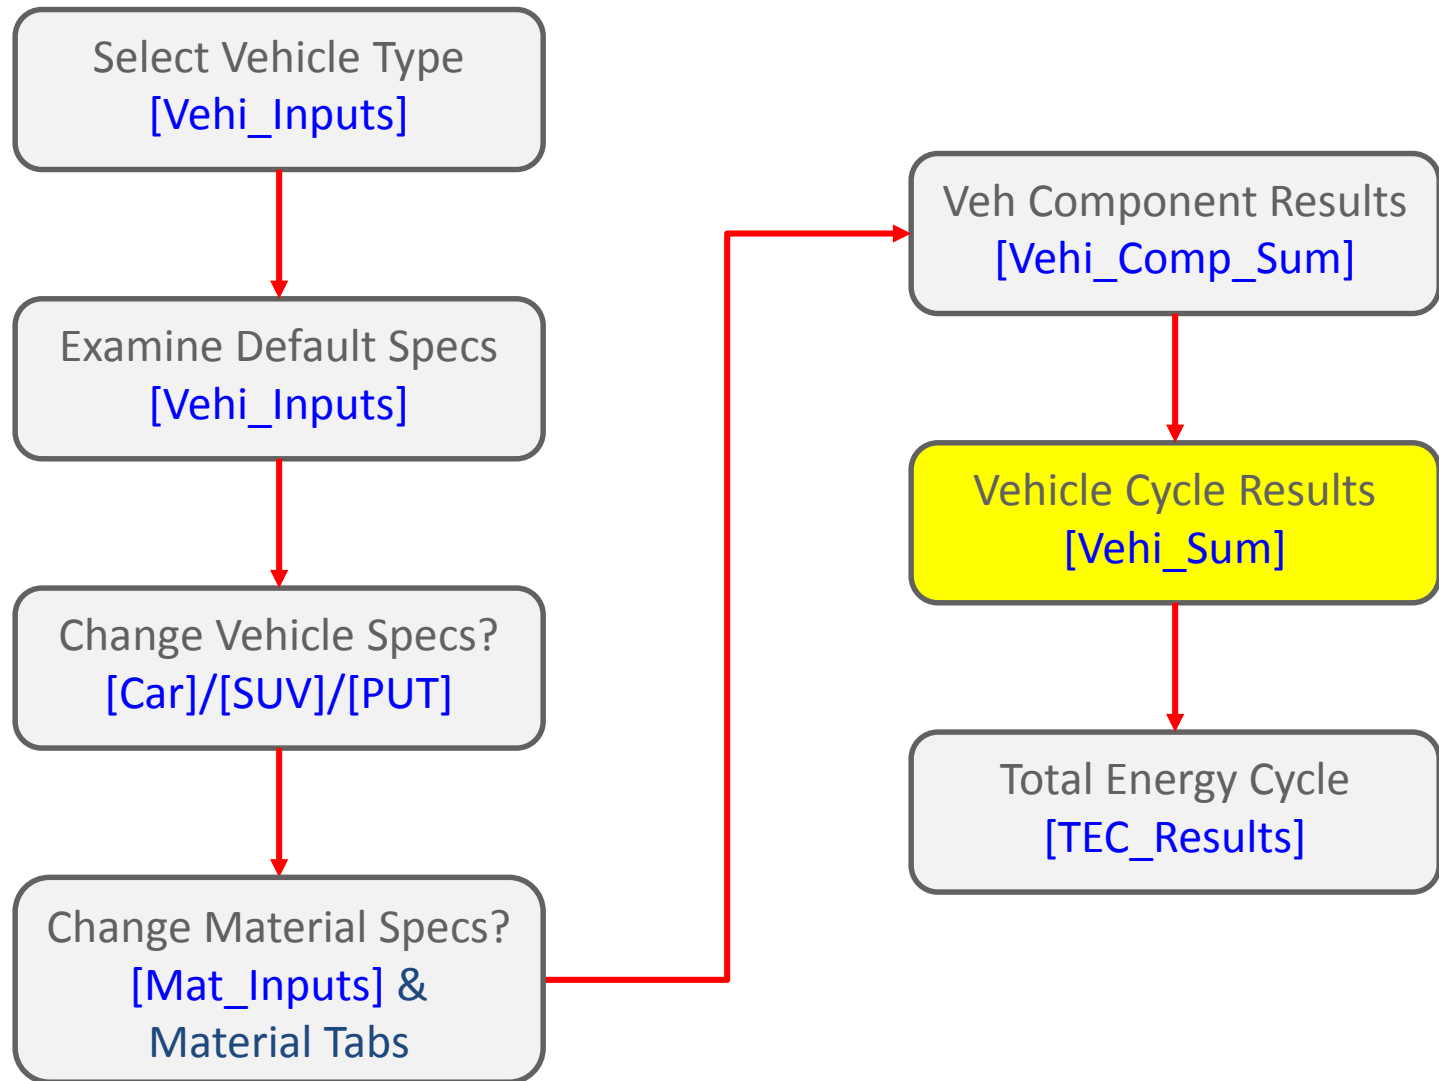 Select Vehicle Type
[Vehi_Inputs]
Examine Default Specs
[Vehi_Inputs]
Change Vehicle Specs?
[Car]/[SUV]/[PUT]
Change Material Specs?
[Mat_Inputs] &
Material Tabs
Veh Component Results
[Vehi_Comp_Sum]
Vehicle Cycle Results
[Vehi_Sum]
Total Energy Cycle
[TEC_Results]